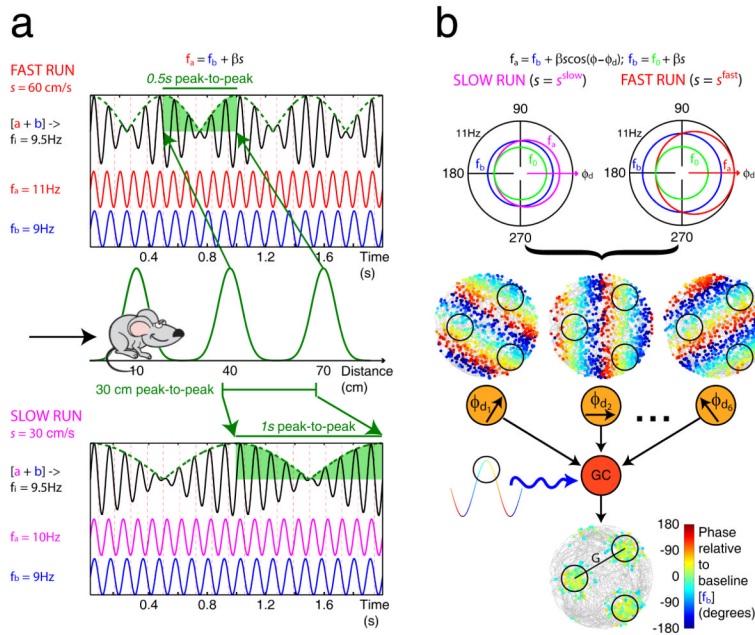 a
f_a = f_b + βs
FAST RUN
s = 60 cm/s
0.5s peak-to-peak
[a + b] ->
f_i = 9.5Hz
f_a = 11Hz
f_b = 9Hz
0.4 0.8 1.2 1.6 Time
(s)
10 40 70 Distance
(cm)
30 cm peak-to-peak
SLOW RUN
s = 30 cm/s
1s peak-to-peak
[a + b] ->
f_i = 9.5Hz
f_a = 10Hz
f_b = 9Hz
0.4 0.8 1.2 1.6 Time
(s)
b
f_a = f_b + βscos(ϕ−ϕ_d); f_b = f_0 + βs
SLOW RUN (s = s^slow) FAST RUN (s = s^fast)
90 90
11Hz 11Hz
f_a
f_b f_0 f_b f_0 f_a
180 ϕ_d 180 ϕ_d
270 270
ϕ_d1 ϕ_d2 ... ϕ_d6
GC
G
180
90
0
-90
-180
Phase
relative
to
baseline
[f_b]
(degrees)